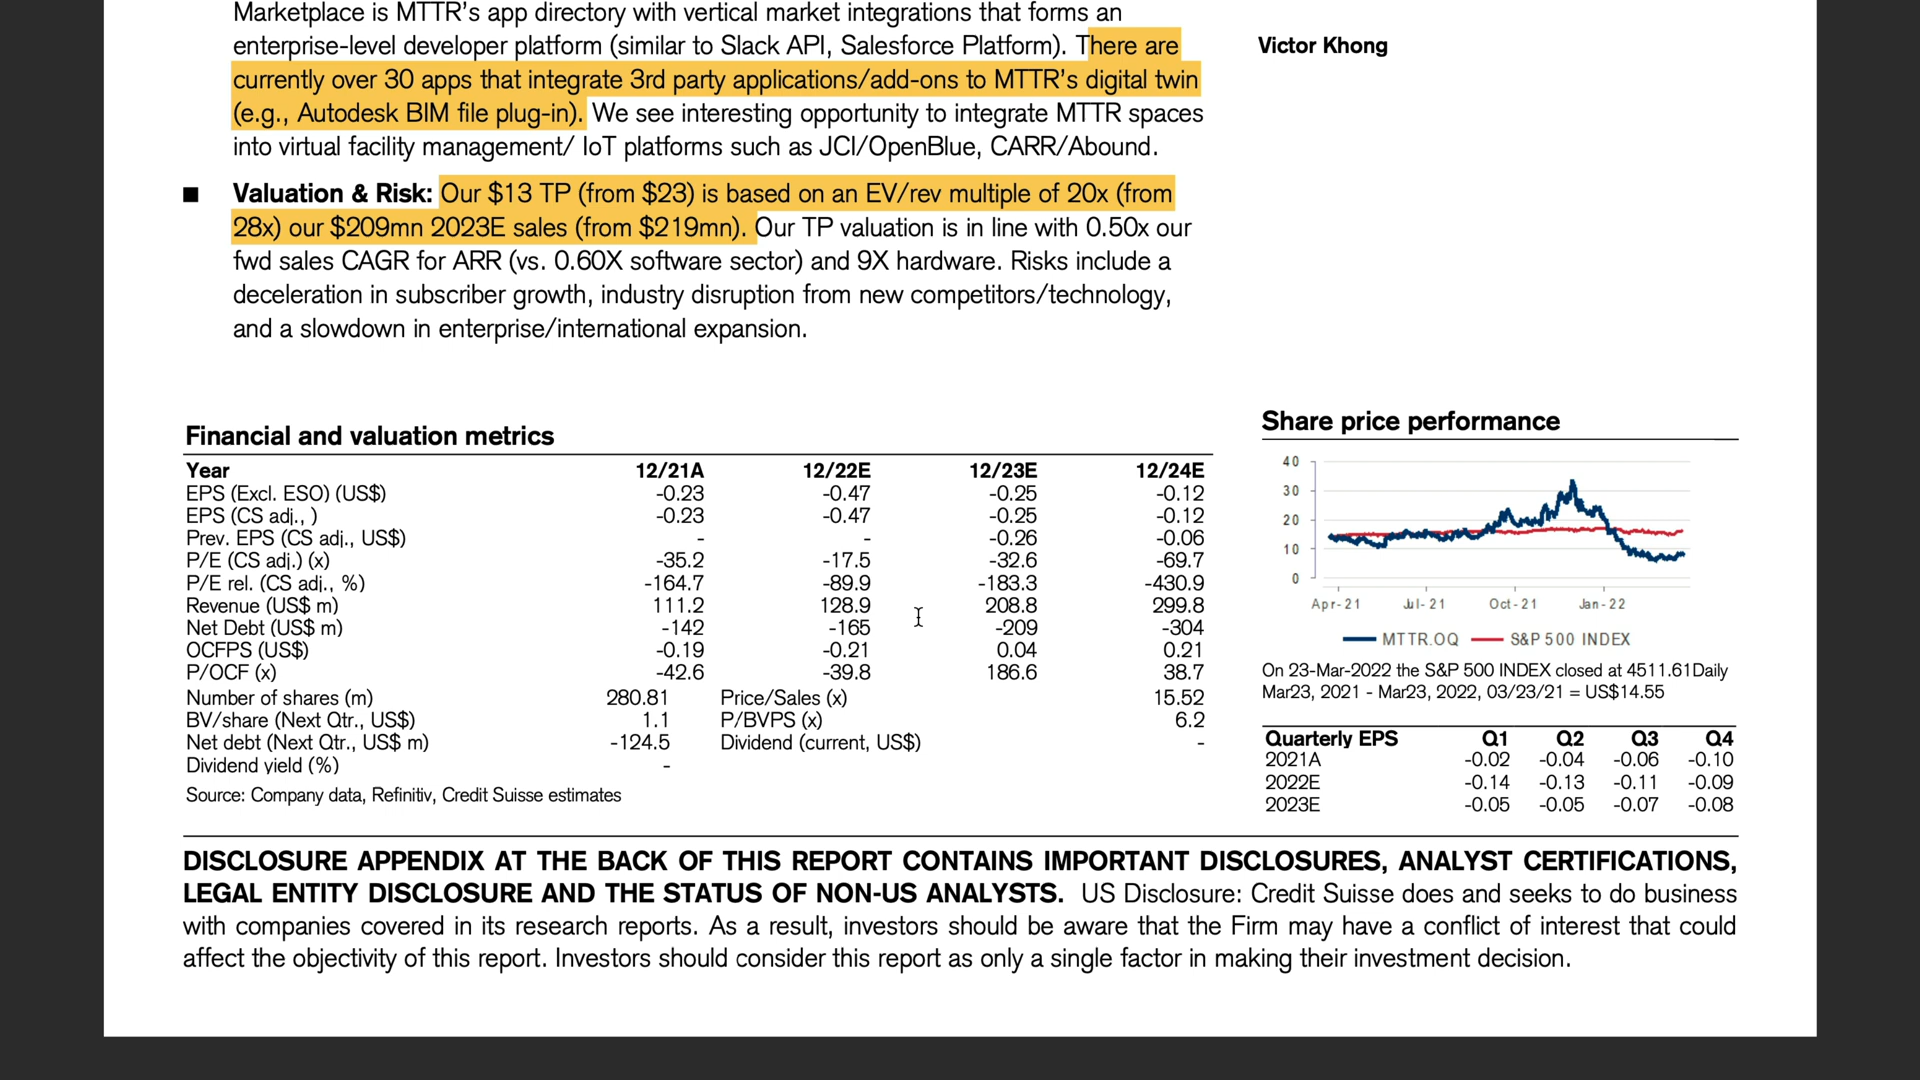 Marketplace is MTTR's app directory with vertical market integrations that forms an
enterprise-level developer platform (similar to Slack API, Salesforce Platform). There are
currently over 30 apps that integrate 3rd party applications/add-ons to MTTR's digital twin
(e.g., Autodesk BIM file plug-in). We see interesting opportunity to integrate MTTR spaces
into virtual facility management/ IoT platforms such as JCI/OpenBlue, CARR/Abound.
Victor Khong
■ Valuation & Risk: Our $13 TP (from $23) is based on an EV/rev multiple of 20x (from
28x) our $209mn 2023E sales (from $219mn). Our TP valuation is in line with 0.50x our
fwd sales CAGR for ARR (vs. 0.60X software sector) and 9X hardware. Risks include a
deceleration in subscriber growth, industry disruption from new competitors/technology,
and a slowdown in enterprise/international expansion.
Financial and valuation metrics
Year 12/21A 12/22E 12/23E 12/24E
EPS (Excl. ESO) (US$) -0.23 -0.47 -0.25 -0.12
EPS (CS adj., ) -0.23 -0.47 -0.25 -0.12
Prev. EPS (CS adj., US$) - - -0.26 -0.06
P/E (CS adj.) (x) -35.2 -17.5 -32.6 -69.7
P/E rel. (CS adj., %) -164.7 -89.9 -183.3 -430.9
Revenue (US$ m) 111.2 128.9 208.8 299.8
Net Debt (US$ m) -142 -165 -209 -304
OCFPS (US$) -0.19 -0.21 0.04 0.21
P/OCF (x) -42.6 -39.8 186.6 38.7
Number of shares (m) 280.81 Price/Sales (x) 15.52
BV/share (Next Qtr., US$) 1.1 P/BVPS (x) 6.2
Net debt (Next Qtr., US$ m) -124.5 Dividend (current, US$) -
Dividend yield (%) -
Source: Company data, Refinitiv, Credit Suisse estimates
Share price performance
40
30
20
10
0
Apr-21 Jul-21 Oct-21 Jan-22
MTTR.OQ S&P 500 INDEX
On 23-Mar-2022 the S&P 500 INDEX closed at 4511.61Daily
Mar23, 2021 - Mar23, 2022, 03/23/21 = US$14.55
Quarterly EPS Q1 Q2 Q3 Q4
2021A -0.02 -0.04 -0.06 -0.10
2022E -0.14 -0.13 -0.11 -0.09
2023E -0.05 -0.05 -0.07 -0.08
DISCLOSURE APPENDIX AT THE BACK OF THIS REPORT CONTAINS IMPORTANT DISCLOSURES, ANALYST CERTIFICATIONS,
LEGAL ENTITY DISCLOSURE AND THE STATUS OF NON-US ANALYSTS. US Disclosure: Credit Suisse does and seeks to do business
with companies covered in its research reports. As a result, investors should be aware that the Firm may have a conflict of interest that could
affect the objectivity of this report. Investors should consider this report as only a single factor in making their investment decision.